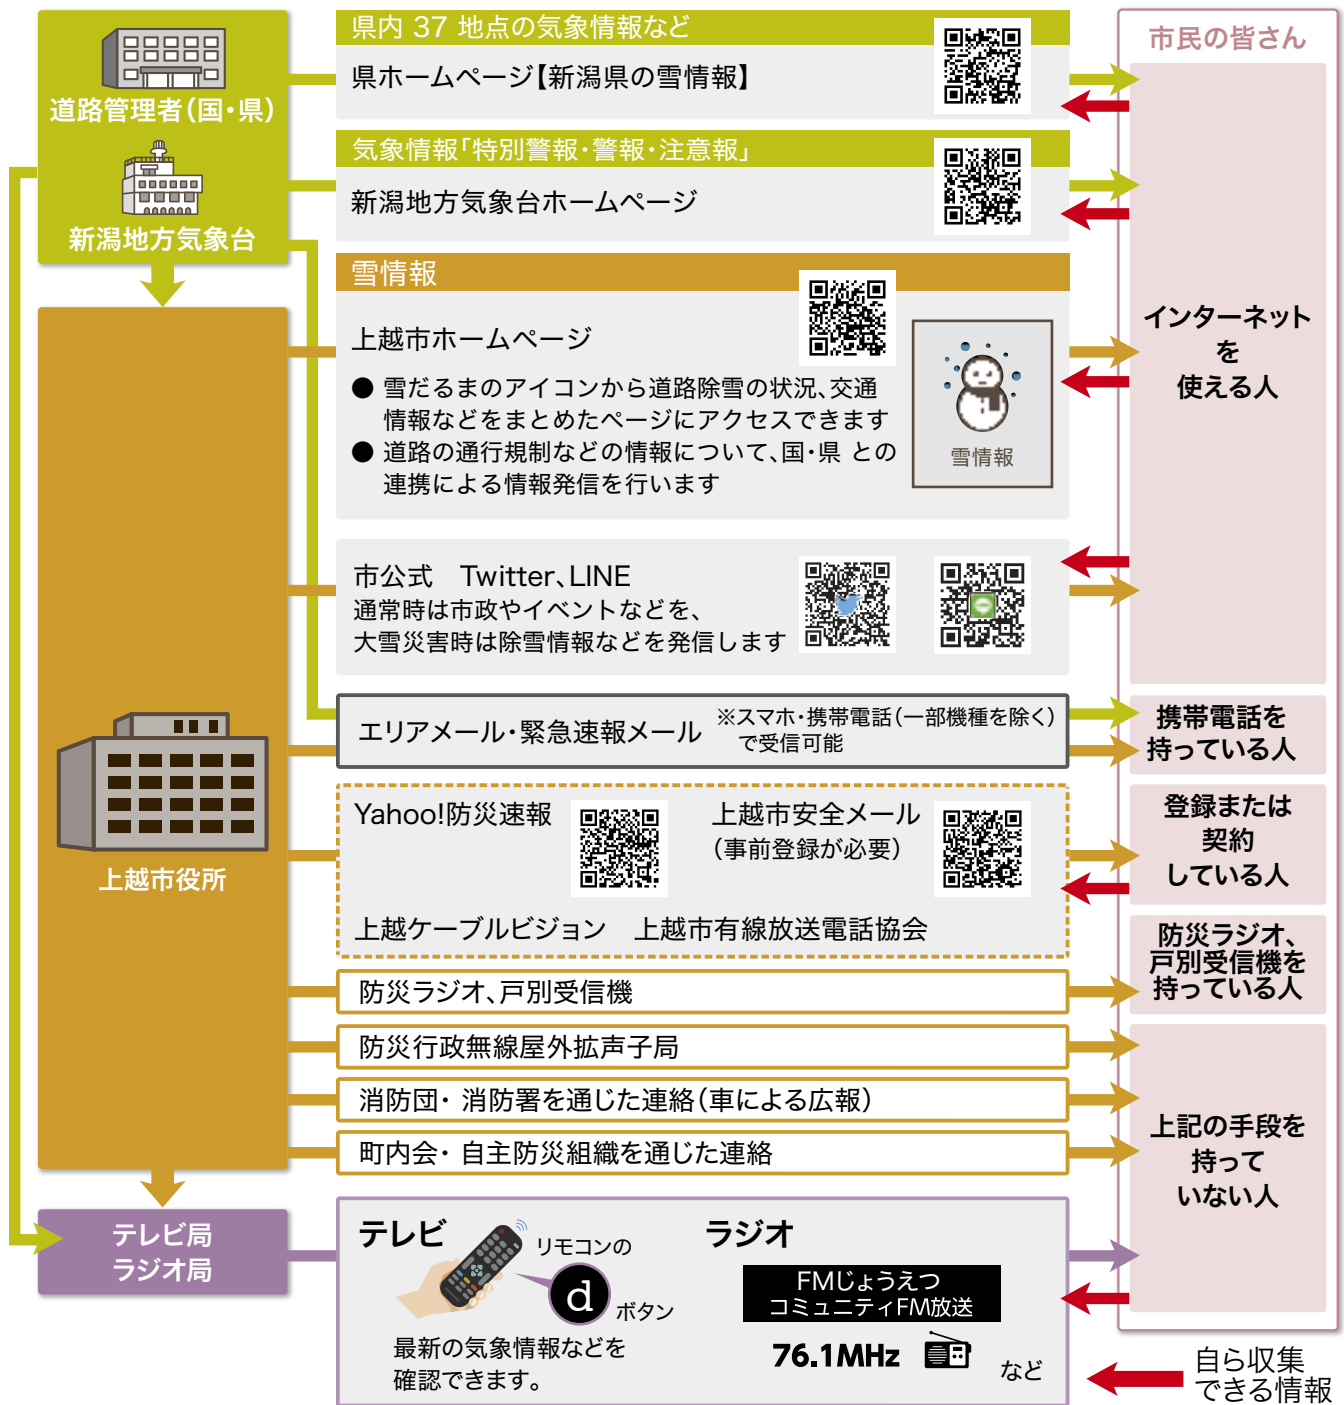 道路管理者(国・県)
新潟地方気象台
県内 37 地点の気象情報など
県ホームページ【新潟県の雪情報】
気象情報「特別警報・警報・注意報」
新潟地方気象台ホームページ
雪情報
上越市ホームページ
● 雪だるまのアイコンから道路除雪の状況、交通
情報などをまとめたページにアクセスできます
● 道路の通行規制などの情報について、国・県 との
連携による情報発信を行います
雪情報
市公式 Twitter、LINE
通常時は市政やイベントなどを、
大雪災害時は除雪情報などを発信します
エリアメール・緊急速報メール
※スマホ・携帯電話(一部機種を除く)
で受信可能
上越市役所
Yahoo!防災速報
上越市安全メール
(事前登録が必要)
上越ケーブルビジョン 上越市有線放送電話協会
防災ラジオ、戸別受信機
防災行政無線屋外拡声子局
消防団・ 消防署を通じた連絡(車による広報)
町内会・ 自主防災組織を通じた連絡
テレビ局
ラジオ局
テレビ
リモコンの
d
ボタン
最新の気象情報などを
確認できます。
ラジオ
FMじょうえつ
コミュニティFM放送
76.1MHz
など
市民の皆さん
インターネット
を
使える人
携帯電話を
持っている人
登録または
契約
している人
防災ラジオ、
戸別受信機を
持っている人
上記の手段を
持って
いない人
自ら収集
できる情報